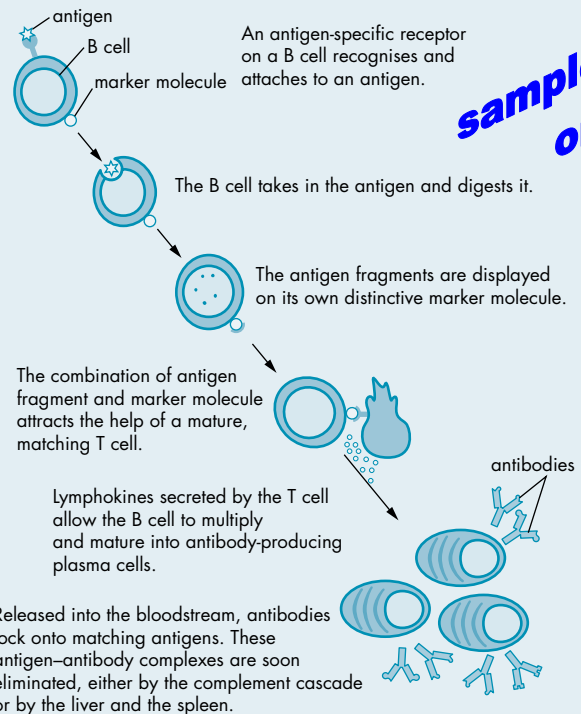 antigen
B cell
marker molecule
An antigen-specific receptor
on a B cell recognises and
attaches to an antigen.
The B cell takes in the antigen and digests it.
The antigen fragments are displayed
on its own distinctive marker molecule.
The combination of antigen
fragment and marker molecule
attracts the help of a mature,
matching T cell.
antibodies
Lymphokines secreted by the T cell
allow the B cell to multiply
and mature into antibody-producing
plasma cells.
into the bloodstream, antibodies
onto matching antigens. These
antigen–antibody complexes are soon
eliminated, either by the complement cascade
or by the liver and the spleen.